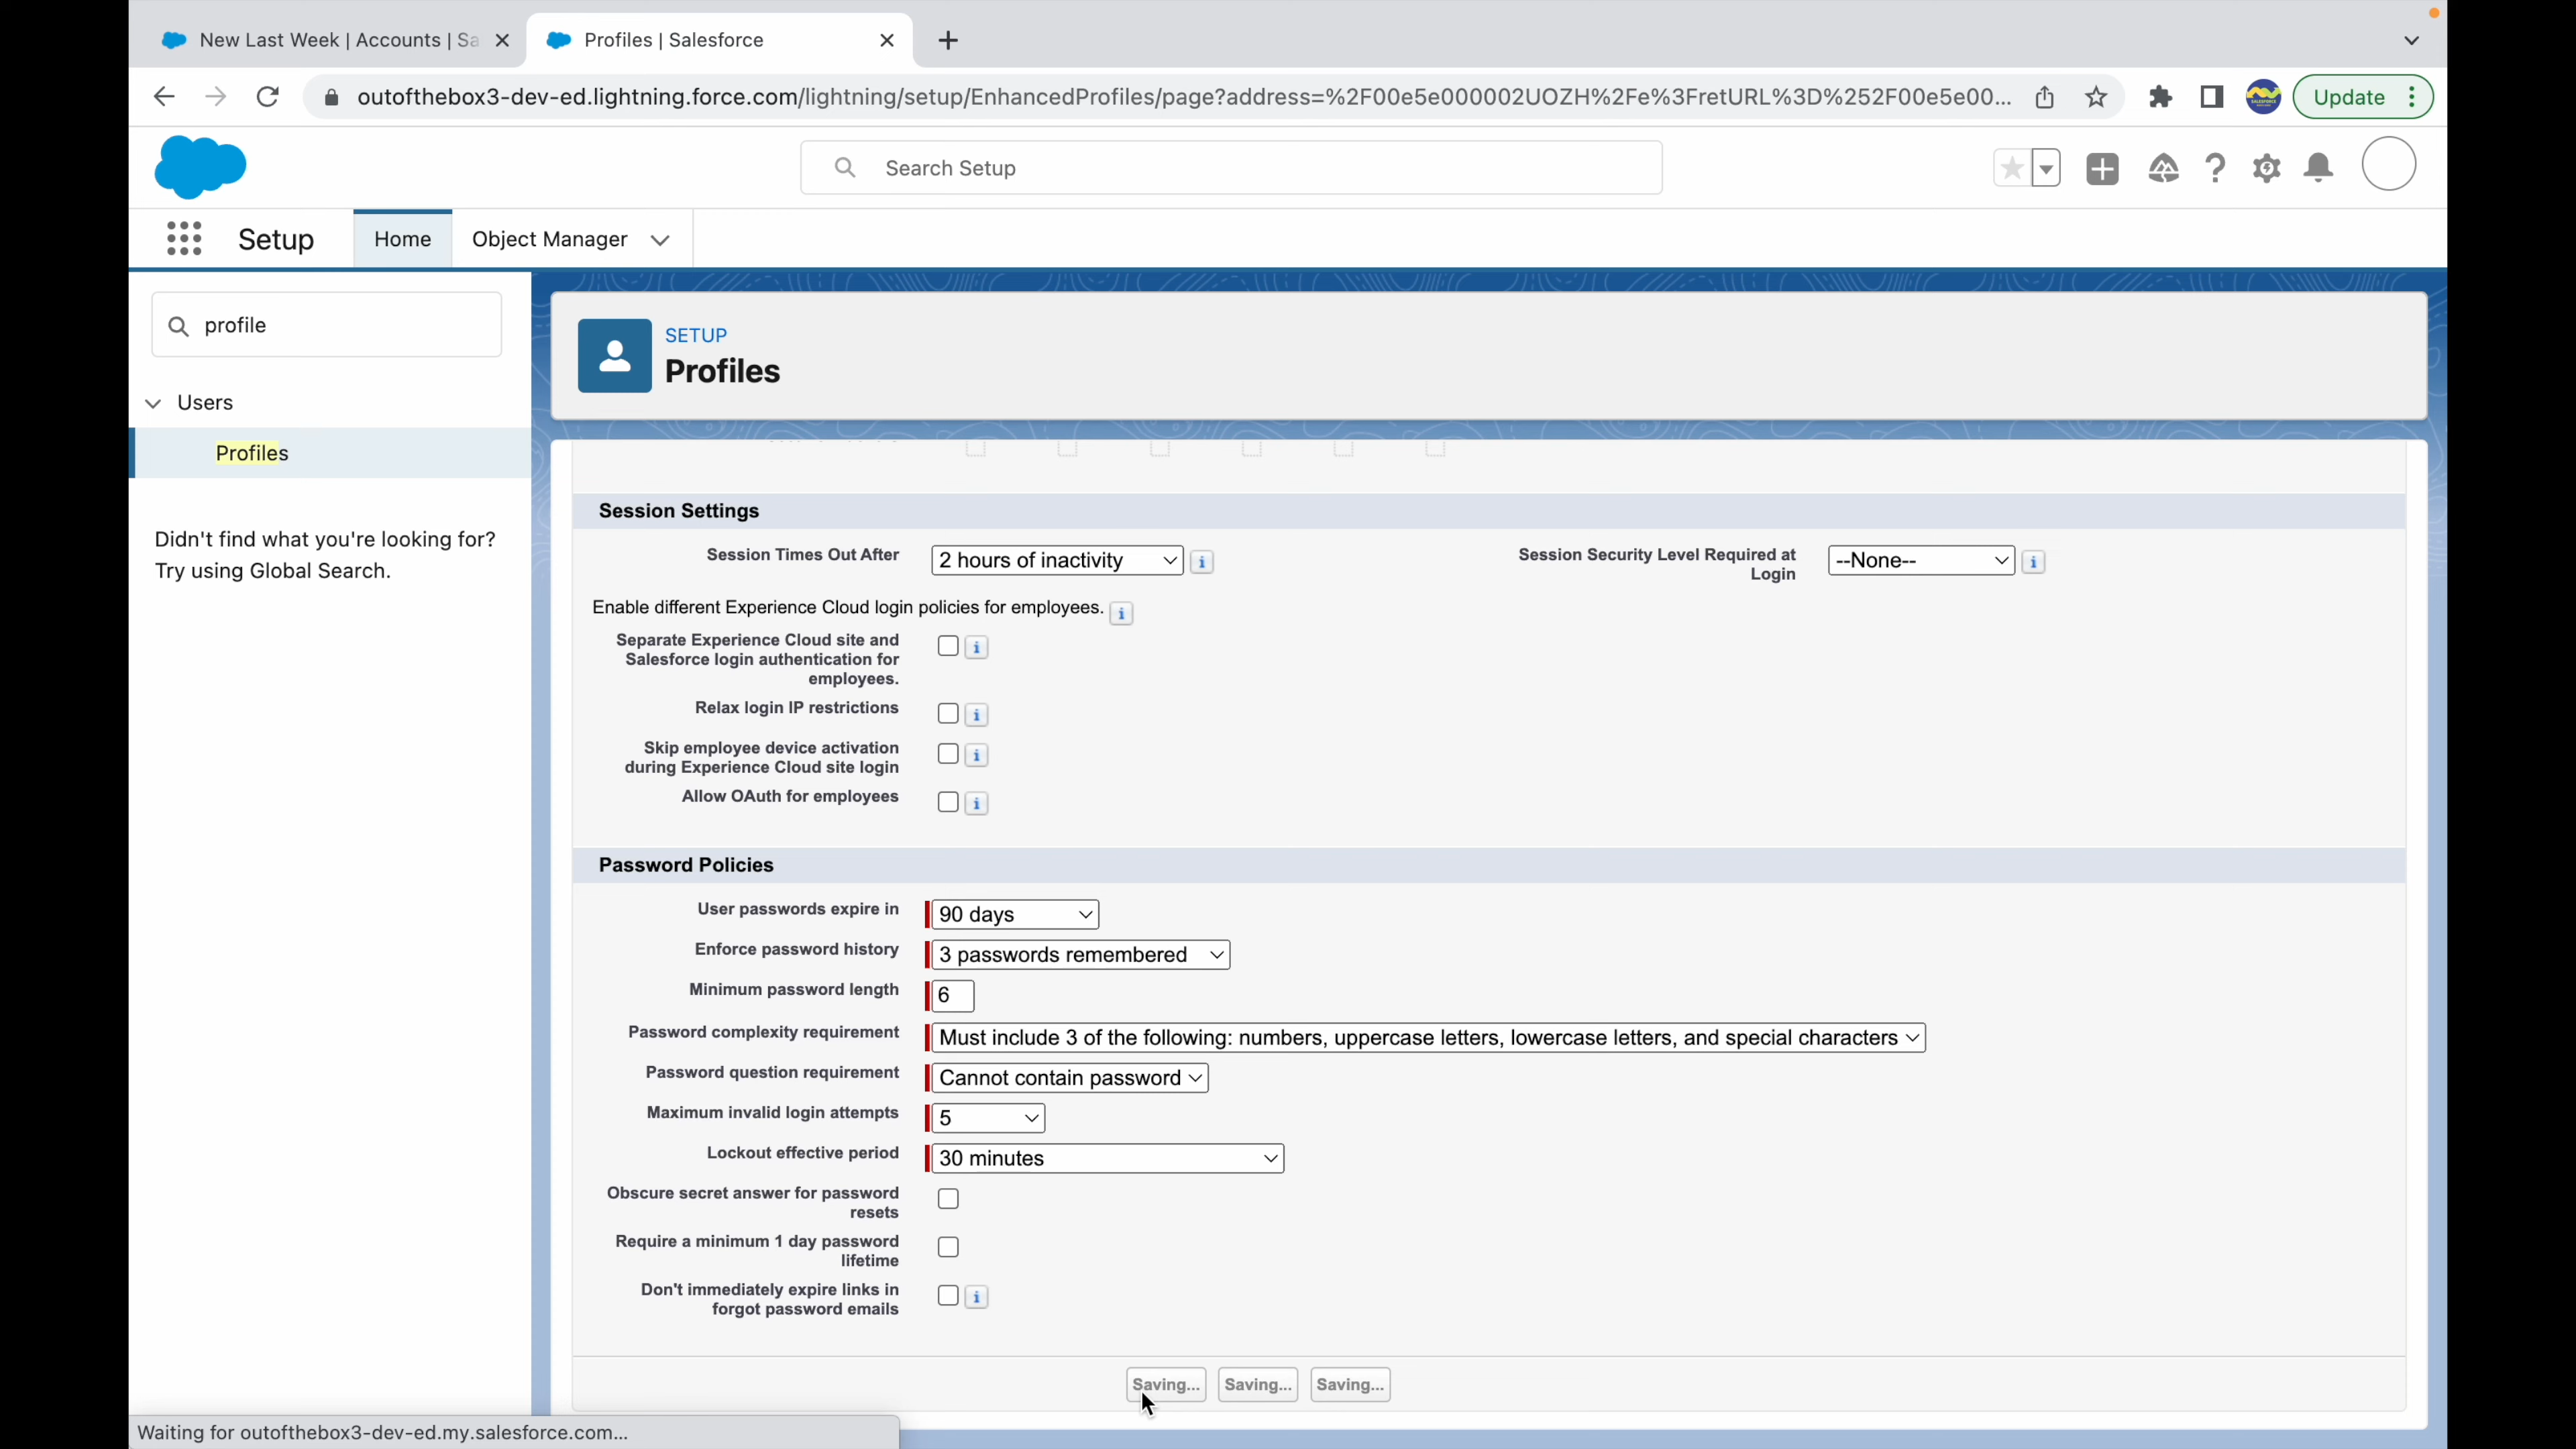 New Last Week | Accounts | Sa
Profiles | Salesforce
outofthebox3-dev-ed.lightning.force.com/lightning/setup/EnhancedProfiles/page?address=%2F00e5e000002UOZH%2Fe%3FretURL%3D%252F00e5e00...
Update
Search Setup
Setup
Home
Object Manager
profile
Users
Profiles
Didn't find what you're looking for?
Try using Global Search.
SETUP
Profiles
Session Settings
Session Times Out After
2 hours of inactivity
Session Security Level Required at
Login
--None--
Enable different Experience Cloud login policies for employees.
Separate Experience Cloud site and
Salesforce login authentication for
employees.
Relax login IP restrictions
Skip employee device activation
during Experience Cloud site login
Allow OAuth for employees
Password Policies
User passwords expire in
90 days
Enforce password history
3 passwords remembered
Minimum password length
6
Password complexity requirement
Must include 3 of the following: numbers, uppercase letters, lowercase letters, and special characters
Password question requirement
Cannot contain password
Maximum invalid login attempts
5
Lockout effective period
30 minutes
Obscure secret answer for password
resets
Require a minimum 1 day password
lifetime
Don't immediately expire links in
forgot password emails
Saving...
Saving...
Saving...
Waiting for outofthebox3-dev-ed.my.salesforce.com...